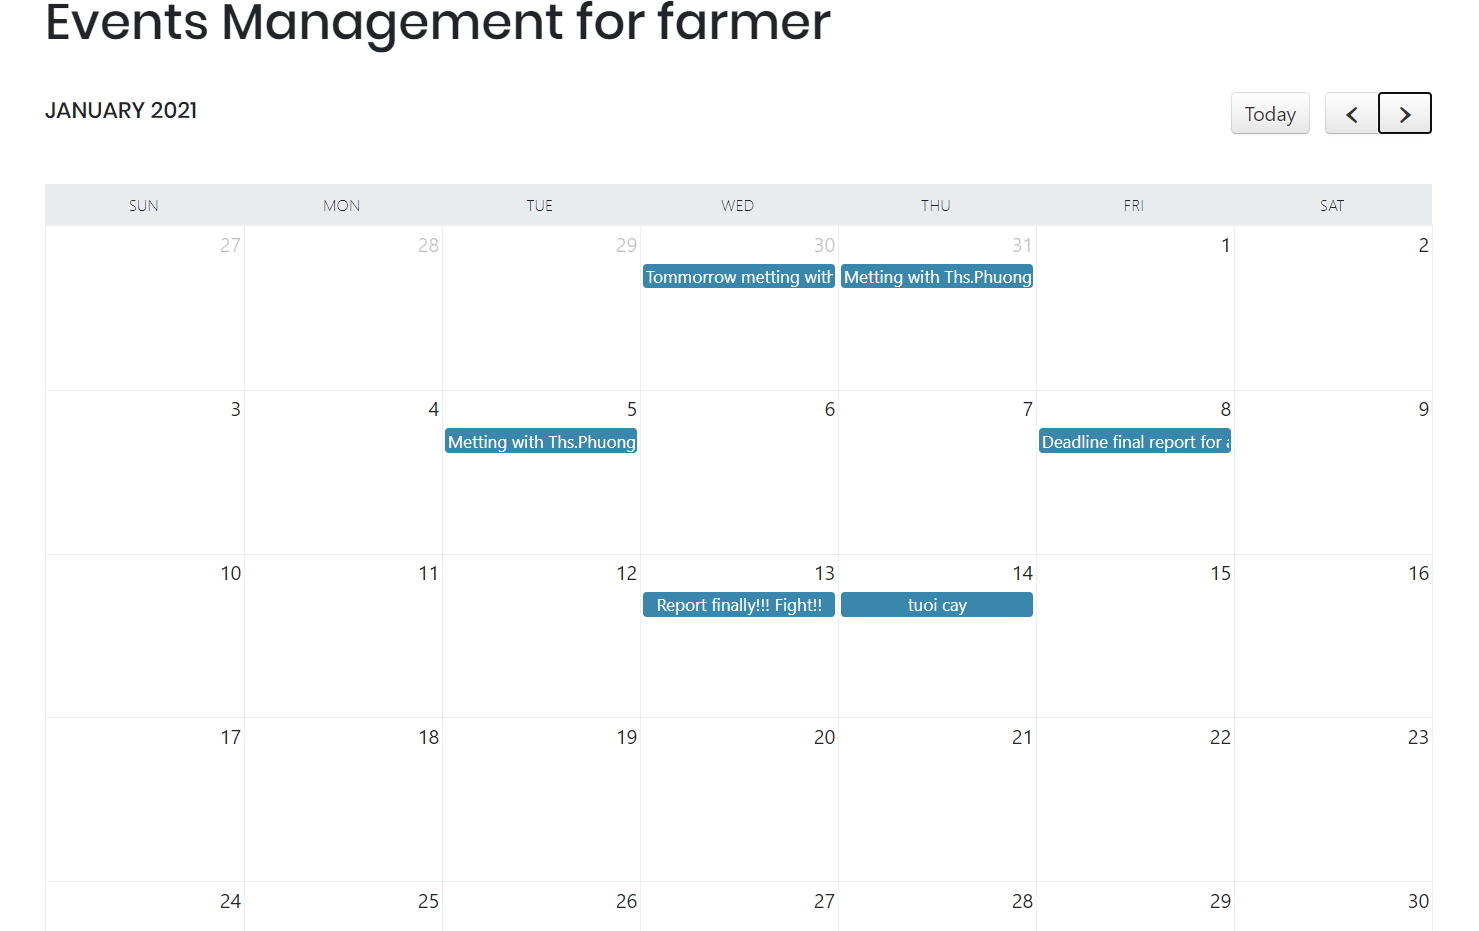 Events Management for farmer
JANUARY 2021
Today
SUN MON TUE WED THU FRI SAT
27 28 29 30 31 1 2
Tommorrow metting with Metting with Ths.Phuong
3 4 5 6 7 8 9
Metting with Ths.Phuong Deadline final report for
10 11 12 13 14 15 16
Report finally!!! Fight!! tuoi cay
17 18 19 20 21 22 23
24 25 26 27 28 29 30